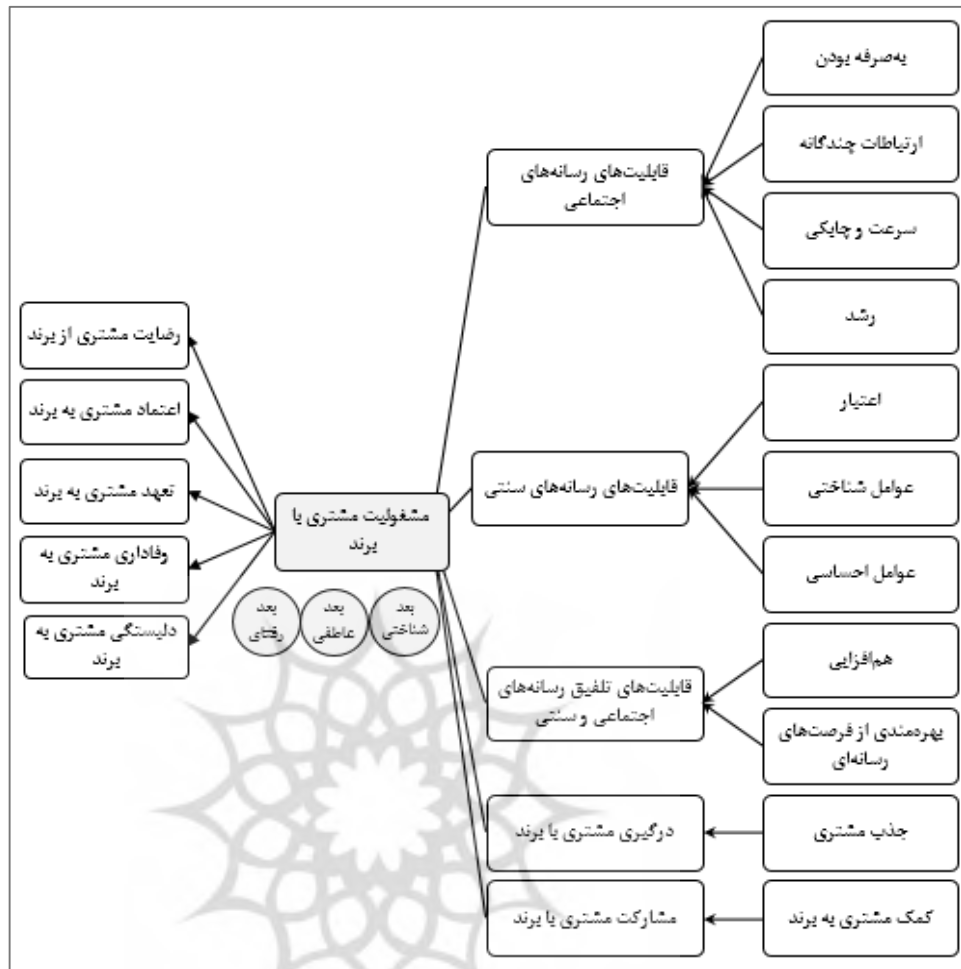 به‌صرفه بودن
ارتباطات چندگانه
سرعت و چابکی
رشد
اعتبار
عوامل شناختی
عوامل احساسی
هم‌افزایی
بهره‌مندی از فرصت‌های
رسانه‌ای
جذب مشتری
کمک مشتری به برند
قابلیت‌های رسانه‌های
اجتماعی
قابلیت‌های رسانه‌های سنتی
قابلیت‌های تلفیق رسانه‌های
اجتماعی و سنتی
درگیری مشتری با برند
مشارکت مشتری با برند
مشغولیت مشتری با
برند
بعد
شناختی
بعد
عاطفی
بعد
رضایت مشتری از برند
اعتماد مشتری به برند
تعهد مشتری به برند
وفاداری مشتری به
برند
دلبستگی مشتری به
برند